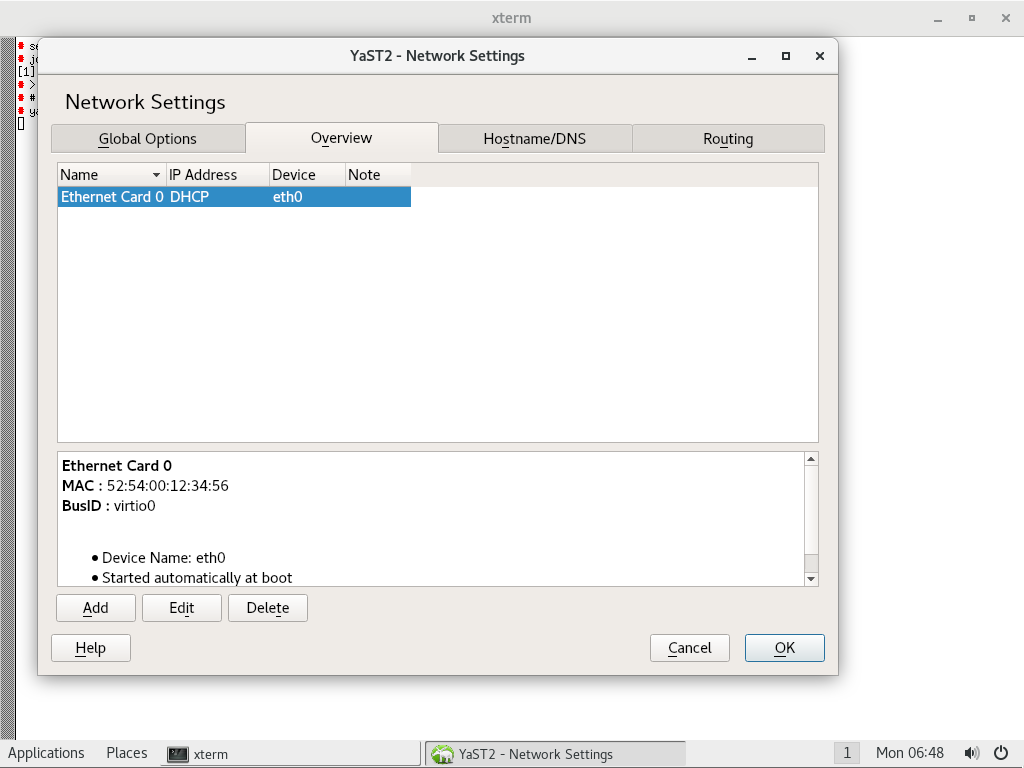 xterm
YaST2 - Network Settings
[1]
>
#
Network Settings
Global Options Overview Hostname/DNS Routing
Name IP Address Device Note
Ethernet Card 0 DHCP eth0
Ethernet Card 0
MAC : 52:54:00:12:34:56
BusID : virtio0
• Device Name: eth0
• Started automatically at boot
Add Edit Delete
Help Cancel OK
Applications Places xterm YaST2 - Network Settings 1 Mon 06:48